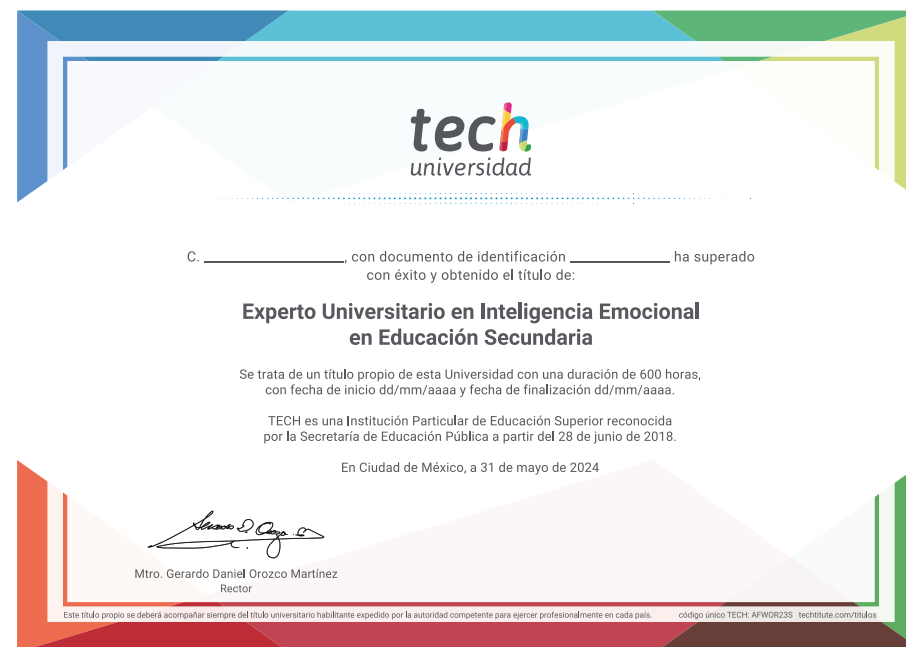 tech
universidad
C. ____________________, con documento de identificación ______________ ha superado
con éxito y obtenido el título de:
Experto Universitario en Inteligencia Emocional
en Educación Secundaria
Se trata de un título propio de esta Universidad con una duración de 600 horas,
con fecha de inicio dd/mm/aaaa y fecha de finalización dd/mm/aaaa.
TECH es una Institución Particular de Educación Superior reconocida
por la Secretaría de Educación Pública a partir del 28 de junio de 2018.
En Ciudad de México, a 31 de mayo de 2024
Mtro. Gerardo Daniel Orozco Martínez
Rector
Este título propio se deberá acompañar siempre del título universitario habilitante expedido por la autoridad competente para ejercer profesionalmente en cada país. código único TECH: AFWOR23S techtitute.com/titulos